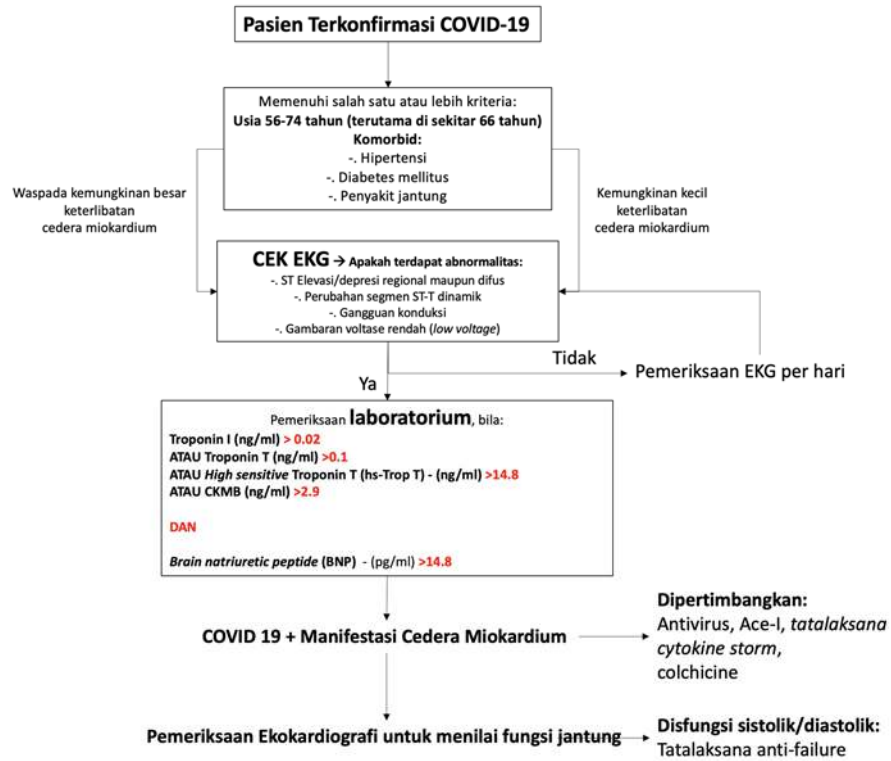 Pasien Terkonfirmasi COVID-19
Memenuhi salah satu atau lebih kriteria:
Usia 56-74 tahun (terutama di sekitar 66 tahun)
Komorbid:
-. Hipertensi
-. Diabetes mellitus
-. Penyakit jantung
Waspada kemungkinan besar
keterlibatan
cedera miokardium
Kemungkinan kecil
keterlibatan
cedera miokardium
CEK EKG → Apakah terdapat abnormalitas:
-. ST Elevasi/depresi regional maupun difus
-. Perubahan segmen ST-T dinamik
-. Gangguan konduksi
-. Gambaran voltase rendah (low voltage)
Tidak
Pemeriksaan EKG per hari
Ya
Pemeriksaan laboratorium, bila:
Troponin I (ng/ml) > 0.02
ATAU Troponin T (ng/ml) >0.1
ATAU High sensitive Troponin T (hs-Trop T) - (ng/ml) >14.8
ATAU CKMB (ng/ml) >2.9
DAN
Brain natriuretic peptide (BNP) - (pg/ml) >14.8
COVID 19 + Manifestasi Cedera Miokardium
Dipertimbangkan:
Antivirus, Ace-I, tatalaksana
cytokine storm,
colchicine
Pemeriksaan Ekokardiografi untuk menilai fungsi jantung
Disfungsi sistolik/diastolik:
Tatalaksana anti-failure